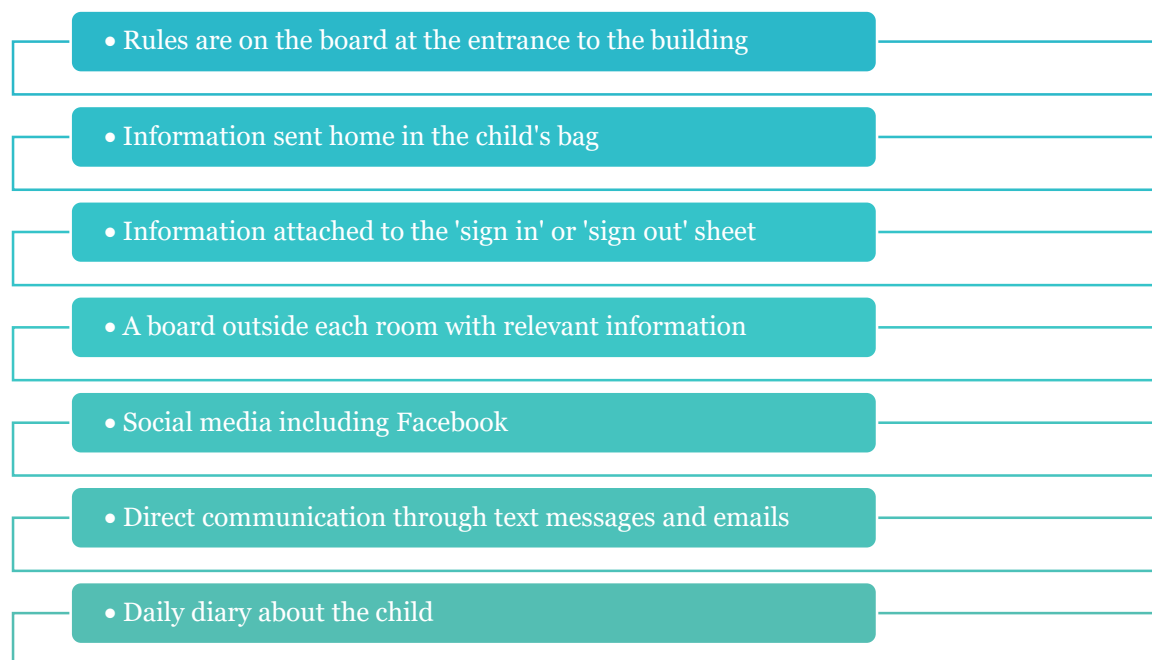 • Rules are on the board at the entrance to the building
• Information sent home in the child's bag
• Information attached to the 'sign in' or 'sign out' sheet
• A board outside each room with relevant information
• Social media including Facebook
• Direct communication through text messages and emails
• Daily diary about the child